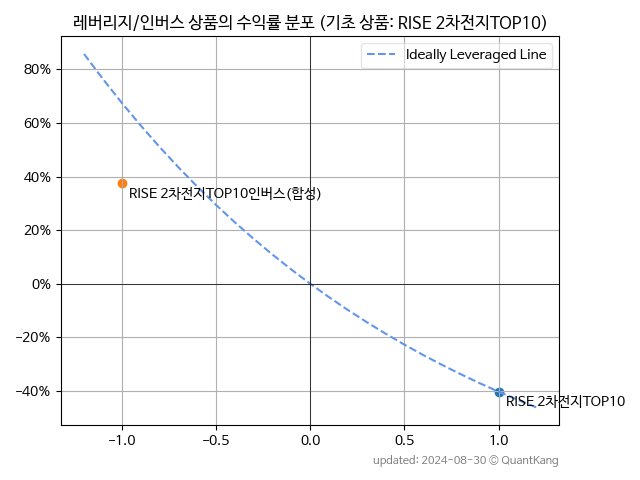 레버리지/인버스 상품의 수익률 분포 (기초 상품: RISE 2차전지TOP10)
Ideally Leveraged Line
80%
60%
40%
RISE 2차전지TOP10인버스(합성)
20%
0%
−20%
−40%
RISE 2차전지TOP10
−1.0 −0.5 0.0 0.5 1.0
updated: 2024-08-30 © QuantKang